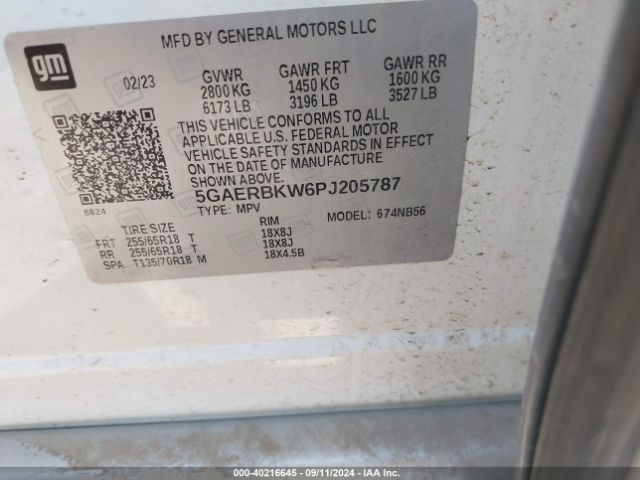 MFD BY GENERAL MOTORS LLC
gm
02/23
GVWR
2800 KG
6173 LB
GAWR FRT
1450 KG
3196 LB
GAWR RR
1600 KG
3527 LB
THIS VEHICLE CONFORMS TO ALL
APPLICABLE U.S. FEDERAL MOTOR
VEHICLE SAFETY STANDARDS IN EFFECT
ON THE DATE OF MANUFACTURE
SHOWN ABOVE.
8624
5GAERBKW6PJ205787
TYPE: MPV
MODEL: 674NB56
TIRE SIZE RIM
FRT 255/65R18 T 18X8J
RR 255/65R18 T 18X8J
SPA T135/70R18 M 18X4.5B
000-40216645 - 09/11/2024 - IAA Inc.